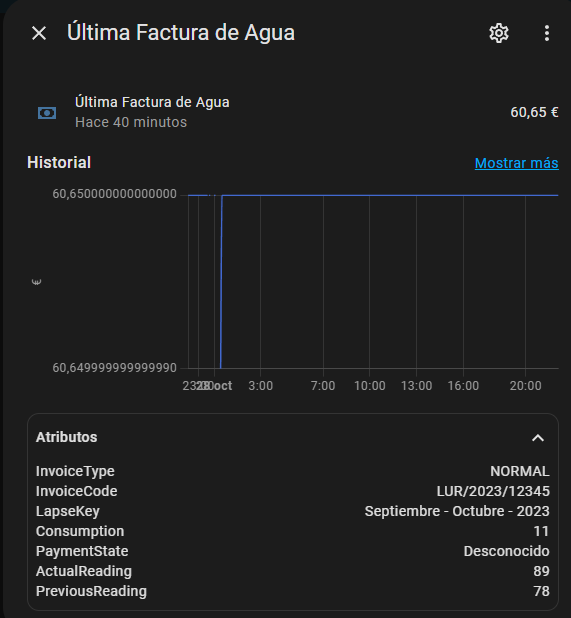 Última Factura de Agua
Última Factura de Agua
Hace 40 minutos
60,65 €
Historial
Mostrar más
60,650000000000000
€
60,649999999999990
28 oct 3:00 7:00 10:00 13:00 16:00 20:00
Atributos
InvoiceType NORMAL
InvoiceCode LUR/2023/12345
LapseKey Septiembre - Octubre - 2023
Consumption 11
PaymentState Desconocido
ActualReading 89
PreviousReading 78